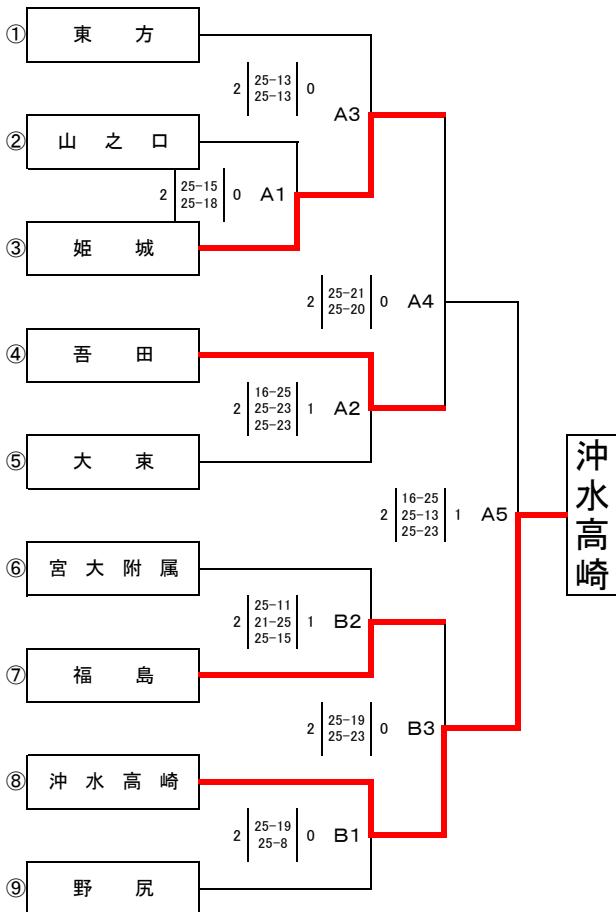 ① 東 方
2 25-13 0
25-13
A3
② 山 之 口
2 25-15 0 A1
25-18
③ 姫 城
2 25-21 0 A4
25-20
④ 吾 田
16-25
2 25-23 1 A2
25-23
⑤ 大 東
16-25
2 25-13 1 A5
25-23
沖水高崎
⑥ 宮 大 附 属
25-11
2 21-25 1 B2
25-15
⑦ 福 島
2 25-19 0 B3
25-23
⑧ 沖 水 高 崎
2 25-19 0 B1
25-8
⑨ 野 尻